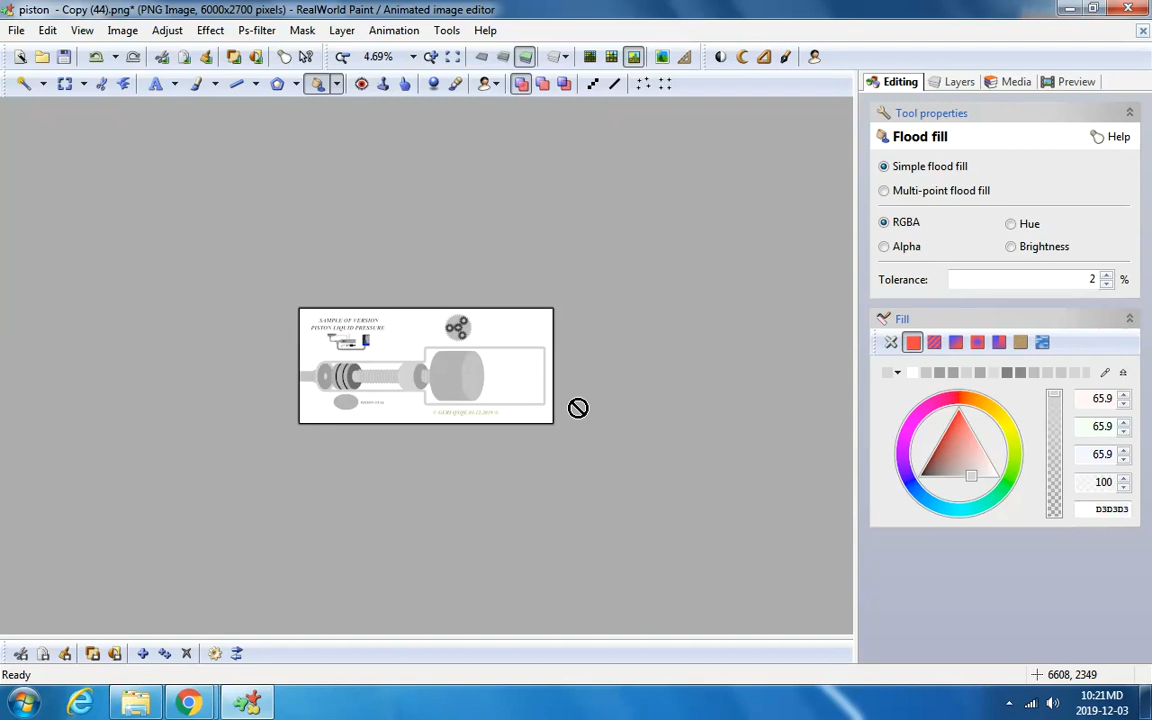 piston - Copy (44).png* (PNG Image, 6000x2700 pixels) - RealWorld Paint / Animated image editor
File Edit View Image Adjust Effect Ps-filter Mask Layer Animation Tools Help
4.69%
Editing Layers Media Preview
Tool properties
Flood fill Help
Simple flood fill
Multi-point flood fill
RGBA Hue
Alpha Brightness
Tolerance: 2 %
Fill
65.9
65.9
65.9
100
D3D3D3
SAMPLE OF VERSION
PISTON LIQUID PRESSURE
Ready
6608, 2349
10:21MD
2019-12-03